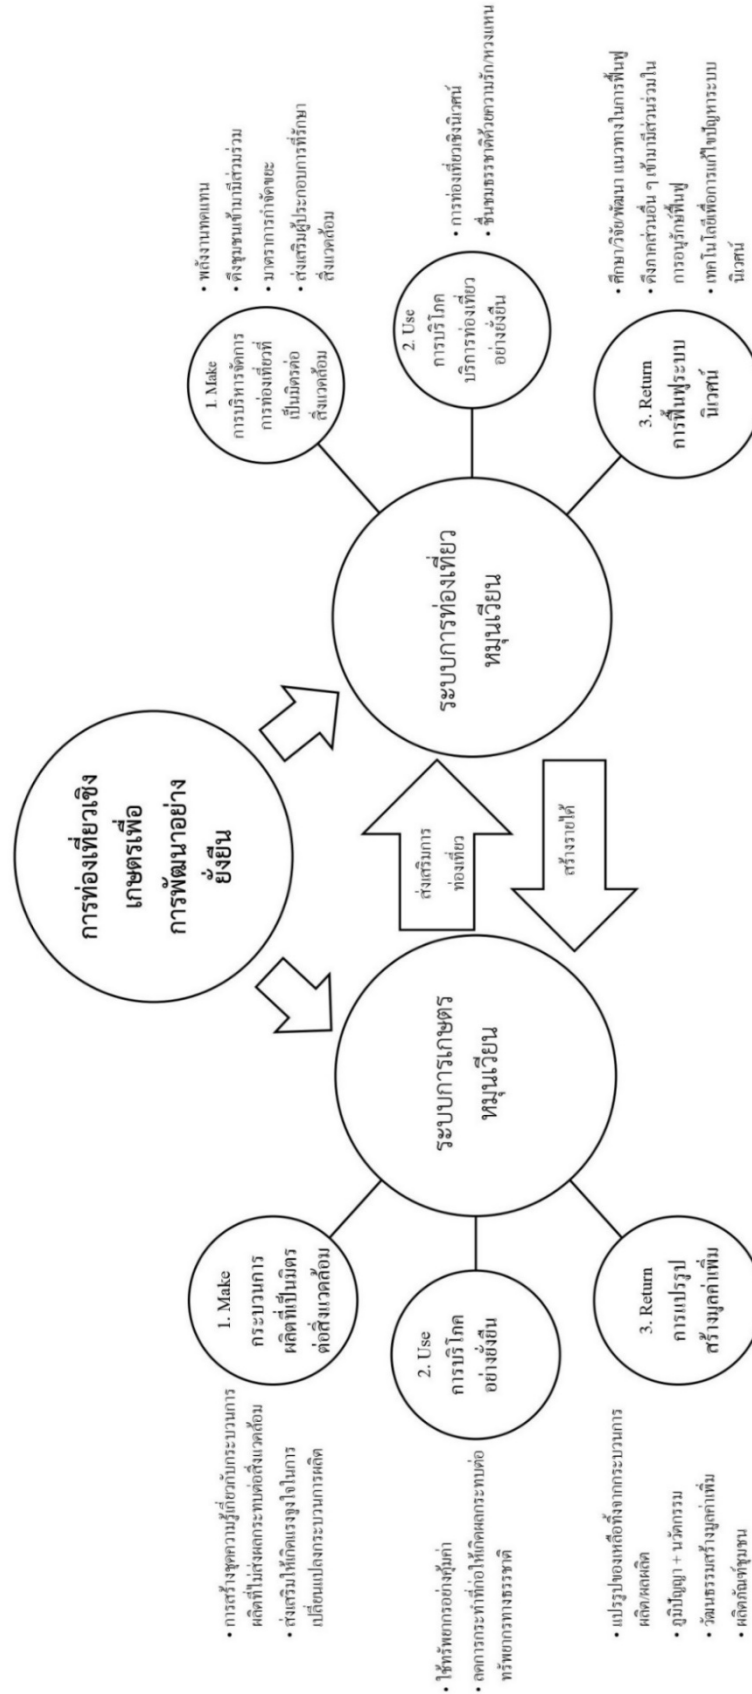 การท่องเที่ยวเชิง
เกษตรเพื่อ
การพัฒนาอย่าง
ยั่งยืน
ระบบการเกษตร
หมุนเวียน
ส่งเสริมการ
ท่องเที่ยว
สร้างรายได้
ระบบการท่องเที่ยว
หมุนเวียน
1. Make
กระบวนการ
ผลิตที่เป็นมิตร
ต่อสิ่งแวดล้อม
• การสร้างชุดความรู้เกี่ยวกับกระบวนการ
ผลิตที่ไม่ส่งผลกระทบต่อสิ่งแวดล้อม
• ส่งเสริมให้เกิดแรงจูงใจในการ
เปลี่ยนแปลงกระบวนการผลิต
2. Use
การบริโภค
อย่างยั่งยืน
• ใช้ทรัพยากรอย่างคุ้มค่า
• ลดการกระทำที่ก่อให้เกิดผลกระทบต่อ
ทรัพยากรทางธรรมชาติ
3. Return
การแปรรูป
สร้างมูลค่าเพิ่ม
• แปรรูปของเหลือทิ้งจากกระบวนการ
ผลิต/ผลผลิต
• ภูมิปัญญา + นวัตกรรม
• วัฒนธรรมสร้างมูลค่าเพิ่ม
• ผลิตภัณฑ์ชุมชน
1. Make
การบริหารจัดการ
การท่องเที่ยวที่
เป็นมิตรต่อ
สิ่งแวดล้อม
• พลังงานทดแทน
• ดึงชุมชนเข้ามามีส่วนร่วม
• มาตราการกำจัดขยะ
• ส่งเสริมผู้ประกอบการที่รักษา
สิ่งแวดล้อม
2. Use
การบริโภค
บริการท่องเที่ยว
อย่างยั่งยืน
• การท่องเที่ยวเชิงนิเวศน์
• ชื่นชมธรรมชาติด้วยความรัก/หวงแหน
3. Return
การฟื้นฟูระบบ
นิเวศน์
• ศึกษา/วิจัย/พัฒนา แนวทางในการฟื้นฟู
• ดึงภาคส่วนอื่น ๆ เข้ามามีส่วนร่วมใน
การอนุรักษ์ฟื้นฟู
• เทคโนโลยีเพื่อการแก้ไขปัญหาระบบ
นิเวศน์